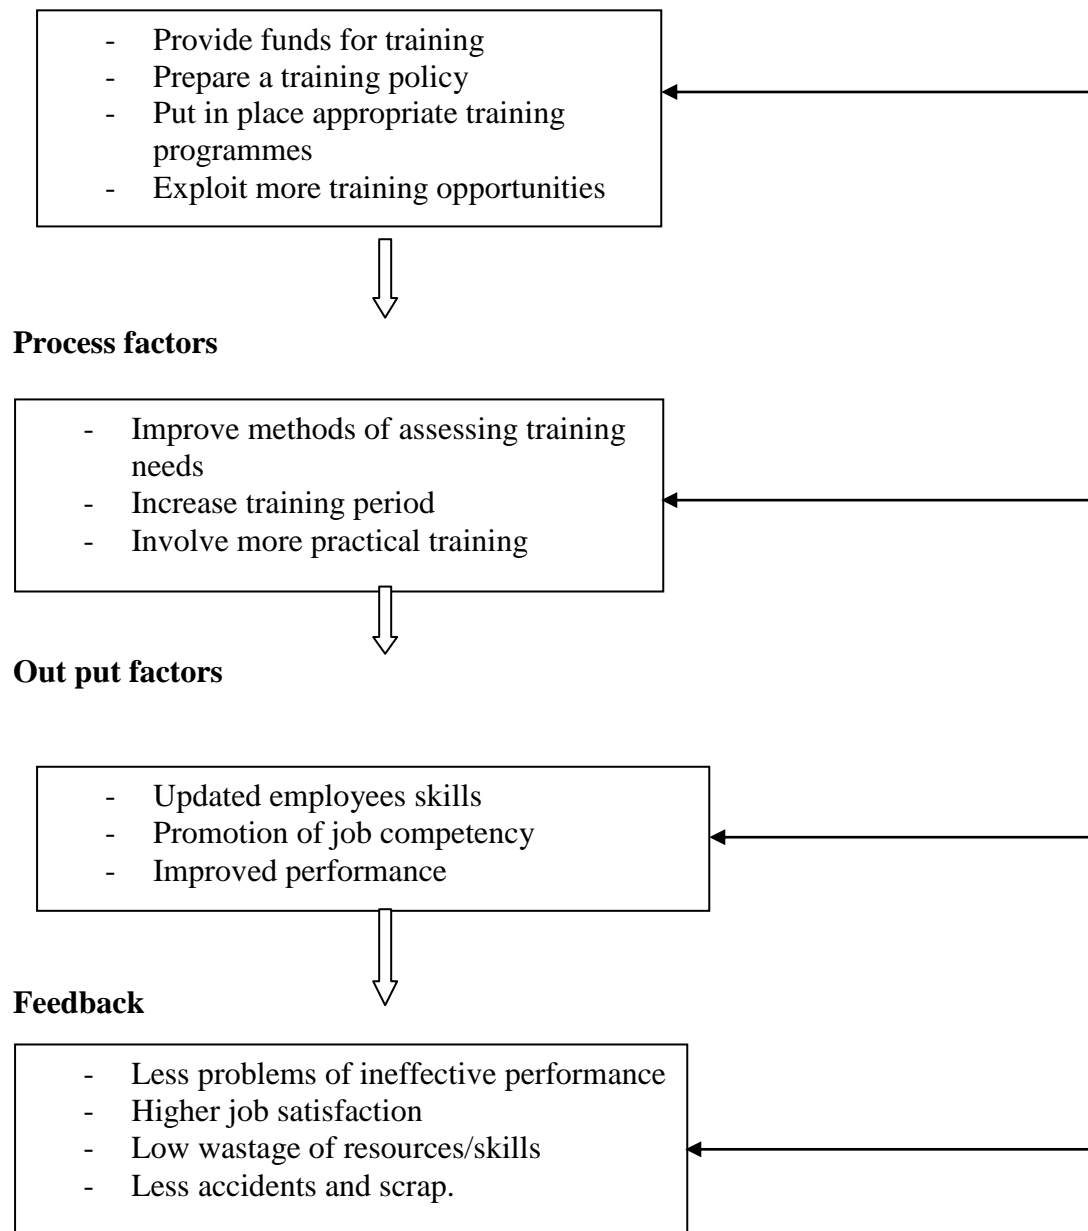 - Provide funds for training
- Prepare a training policy
- Put in place appropriate training
programmes
- Exploit more training opportunities
Process factors
- Improve methods of assessing training
needs
- Increase training period
- Involve more practical training
Out put factors
- Updated employees skills
- Promotion of job competency
- Improved performance
Feedback
- Less problems of ineffective performance
- Higher job satisfaction
- Low wastage of resources/skills
- Less accidents and scrap.